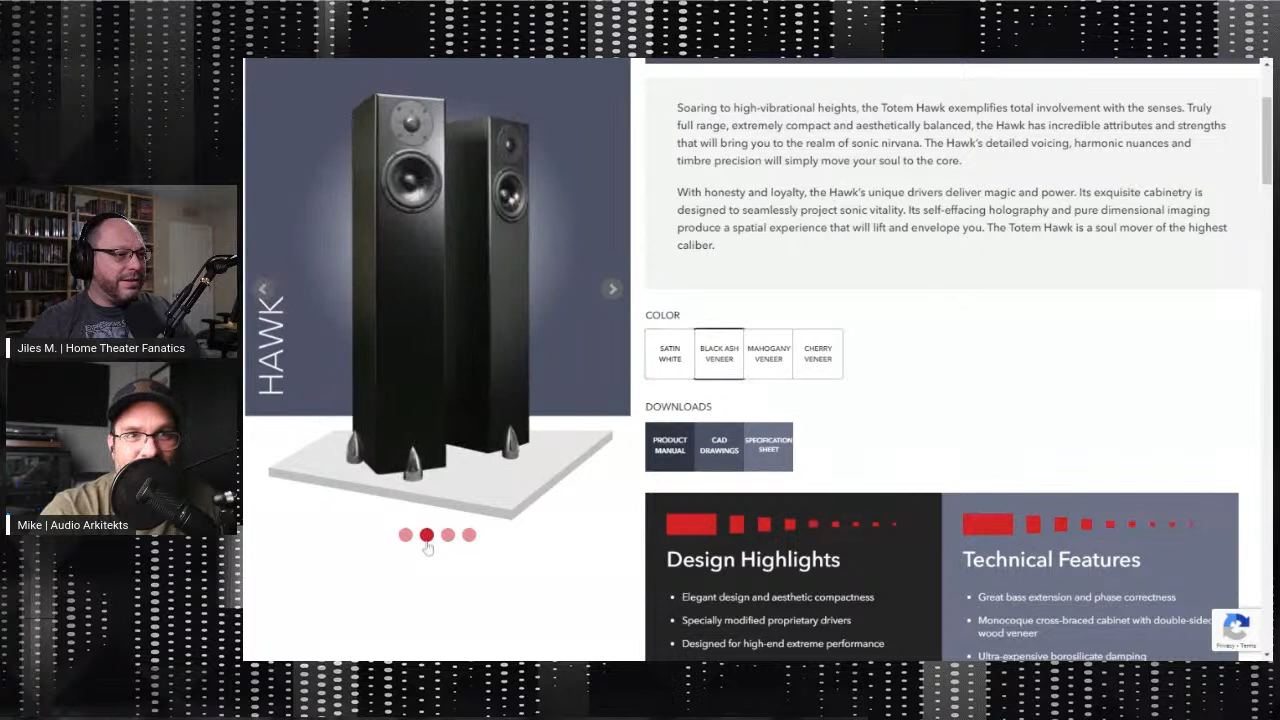 Soaring to high-vibrational heights, the Totem Hawk exemplifies total involvement with the senses. Truly
full range, extremely compact and aesthetically balanced, the Hawk has incredible attributes and strengths
that will bring you to the realm of sonic nirvana. The Hawk's detailed voicing, harmonic nuances and
timbre precision will simply move your soul to the core.
With honesty and loyalty, the Hawk's unique drivers deliver magic and power. Its exquisite cabinetry is
designed to seamlessly project sonic vitality. Its self-effacing holography and pure dimensional imaging
produce a spatial experience that will lift and envelope you. The Totem Hawk is a soul mover of the highest
caliber.
HAWK
COLOR
SATIN
WHITE
BLACK ASH
VENEER
MAHOGANY
VENEER
CHERRY
VENEER
DOWNLOADS
PRODUCT
MANUAL
CAD
DRAWINGS
SPECIFICATION
SHEET
Design Highlights
Elegant design and aesthetic compactness
Specially modified proprietary drivers
Designed for high-end extreme performance
Technical Features
Great bass extension and phase correctness
Monocoque cross-braced cabinet with double-sided
wood veneer
Ultra-expensive borosilicate damping
Privacy • Terms
Jiles M. | Home Theater Fanatics
Mike | Audio Arkitekts